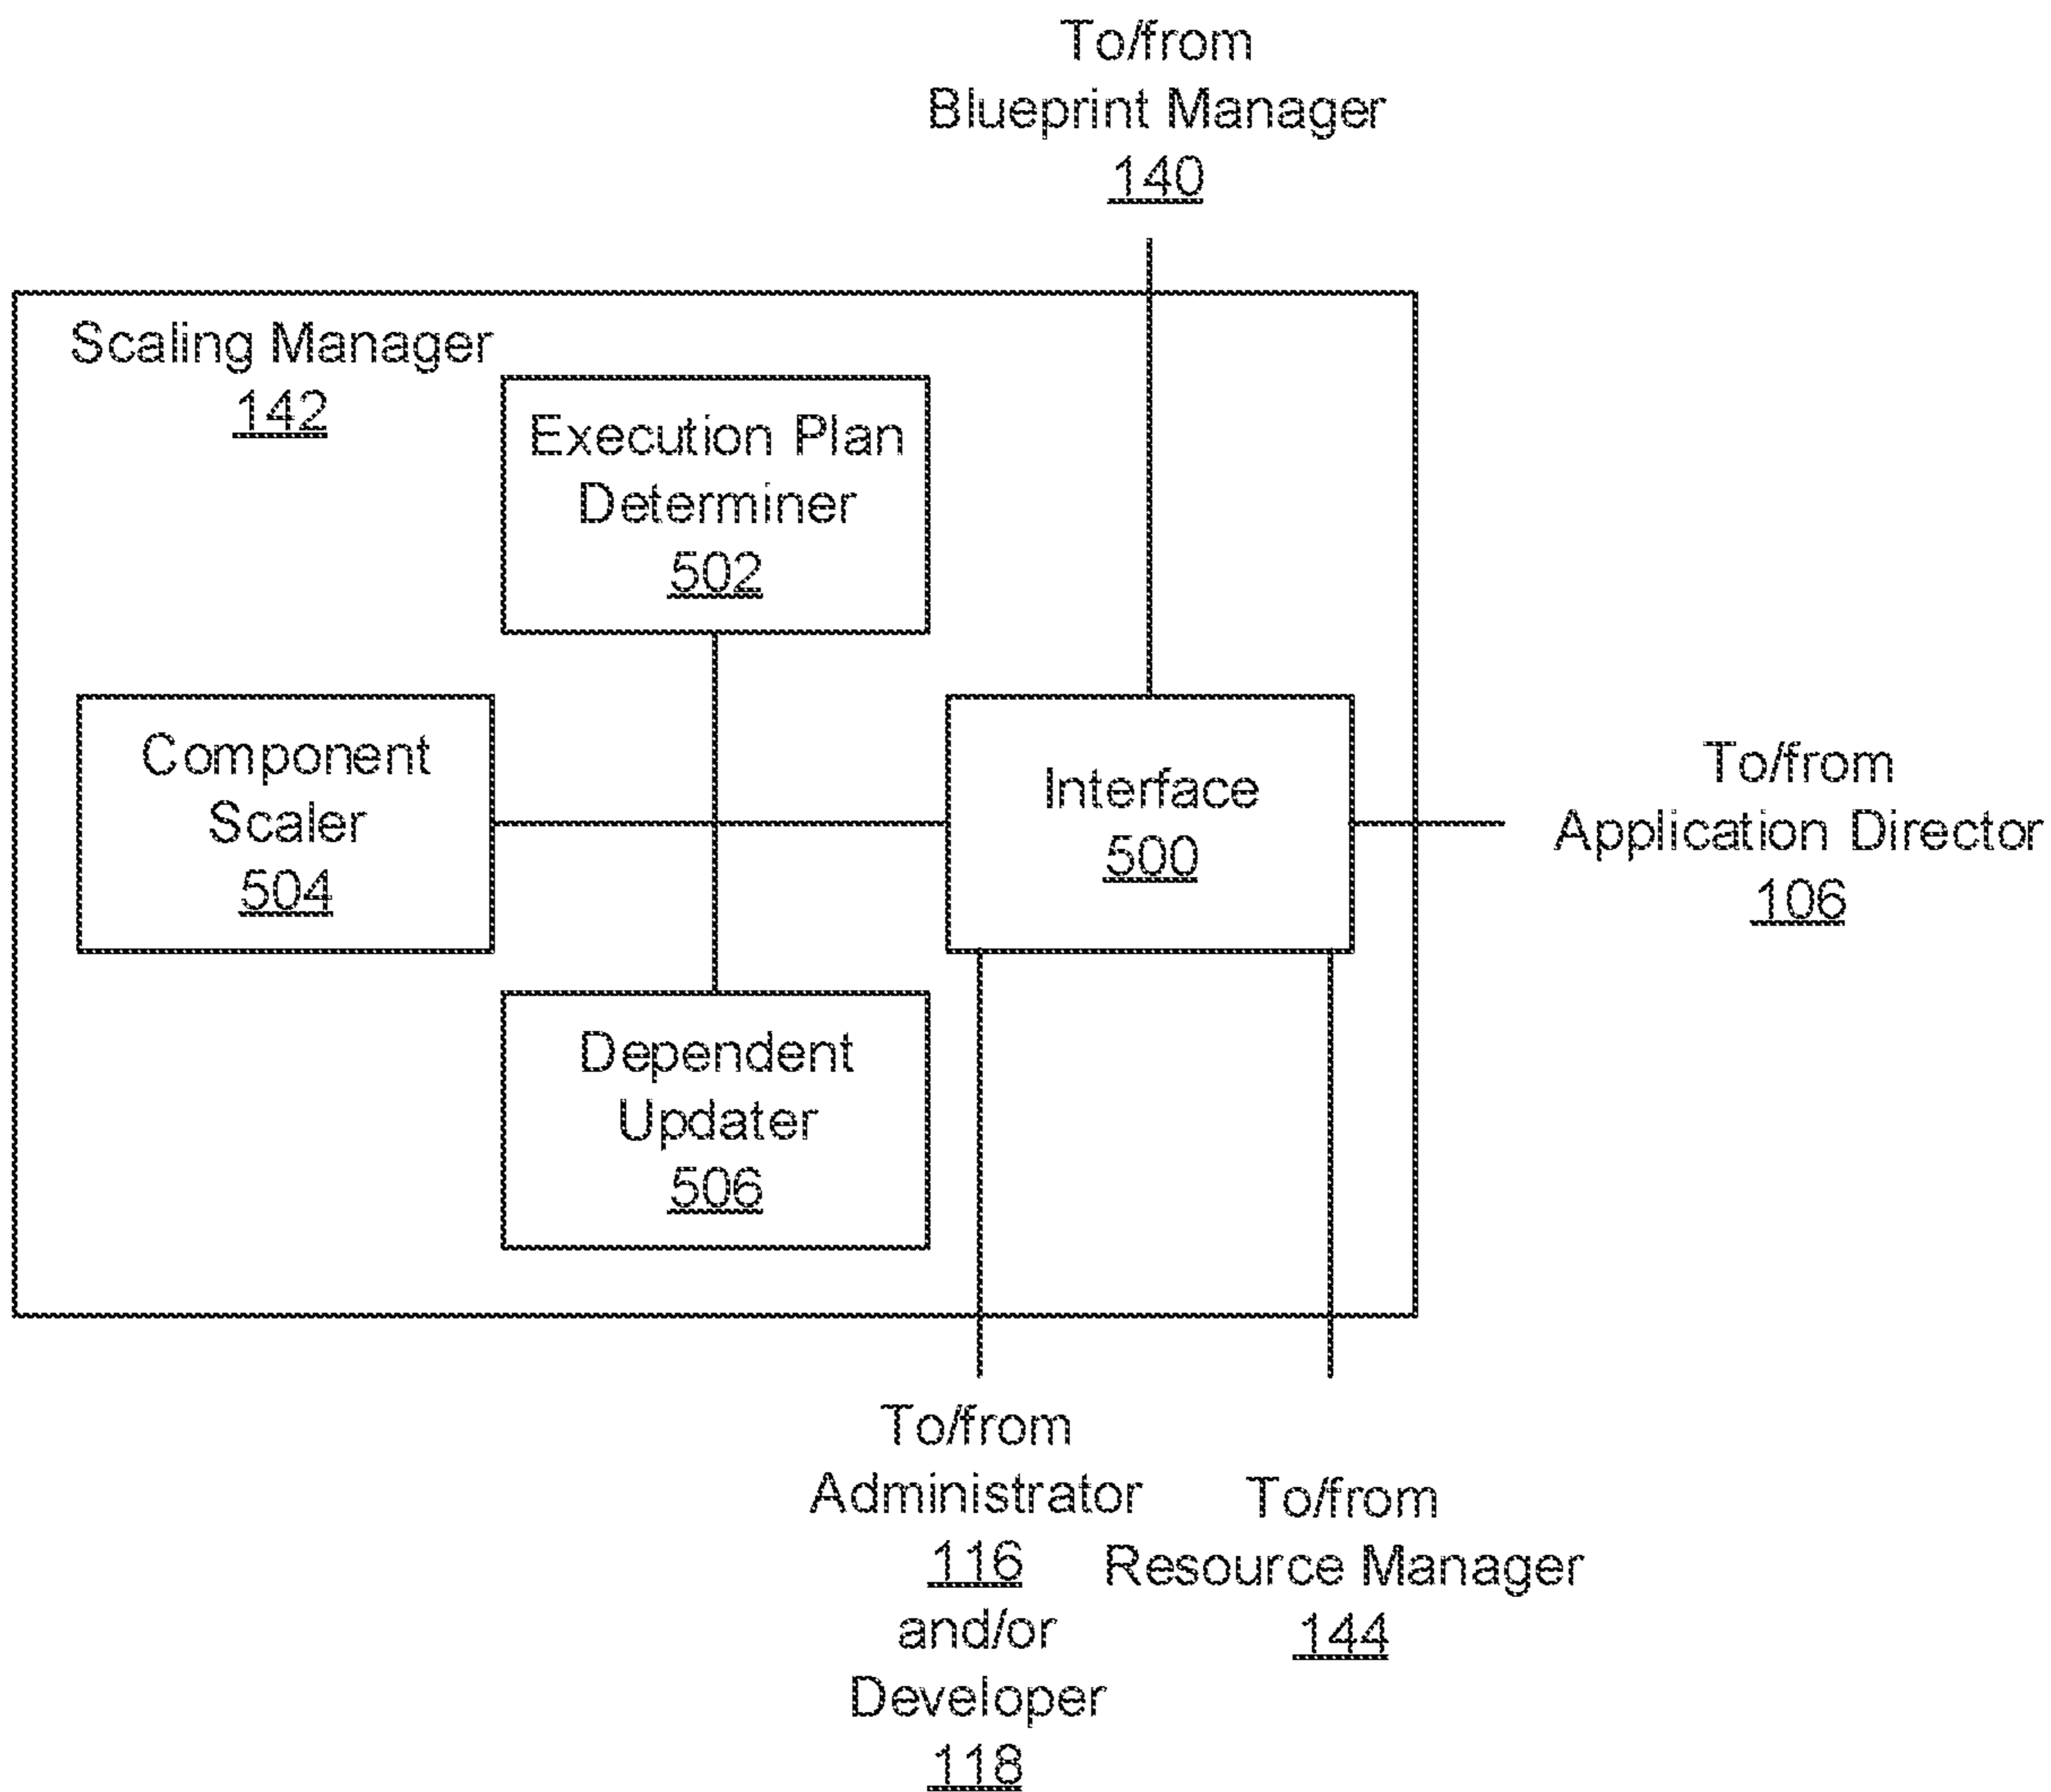 To/from
Blueprint Manager
140
Scaling Manager
142
Execution Plan
Determiner
502
Component
Scaler
504
Interface
500
To/from
Application Director
106
Dependent
Updater
506
To/from
Administrator
116
and/or
Developer
118
To/from
Resource Manager
144